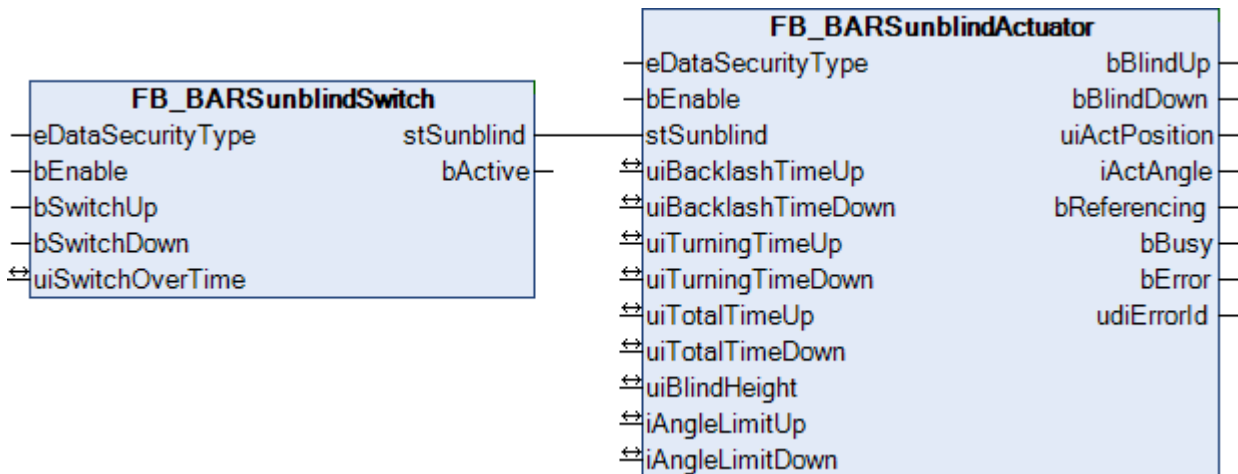 FB_BARSunblindSwitch
eDataSecurityType stSunblind
bEnable bActive
bSwitchUp
bSwitchDown
uiSwitchOverTime
FB_BARSunblindActuator
eDataSecurityType bBlindUp
bEnable bBlindDown
stSunblind uiActPosition
uiBacklashTimeUp iActAngle
uiBacklashTimeDown bReferencing
uiTurningTimeUp bBusy
uiTurningTimeDown bError
uiTotalTimeUp udiErrorId
uiTotalTimeDown
uiBlindHeight
iAngleLimitUp
iAngleLimitDown